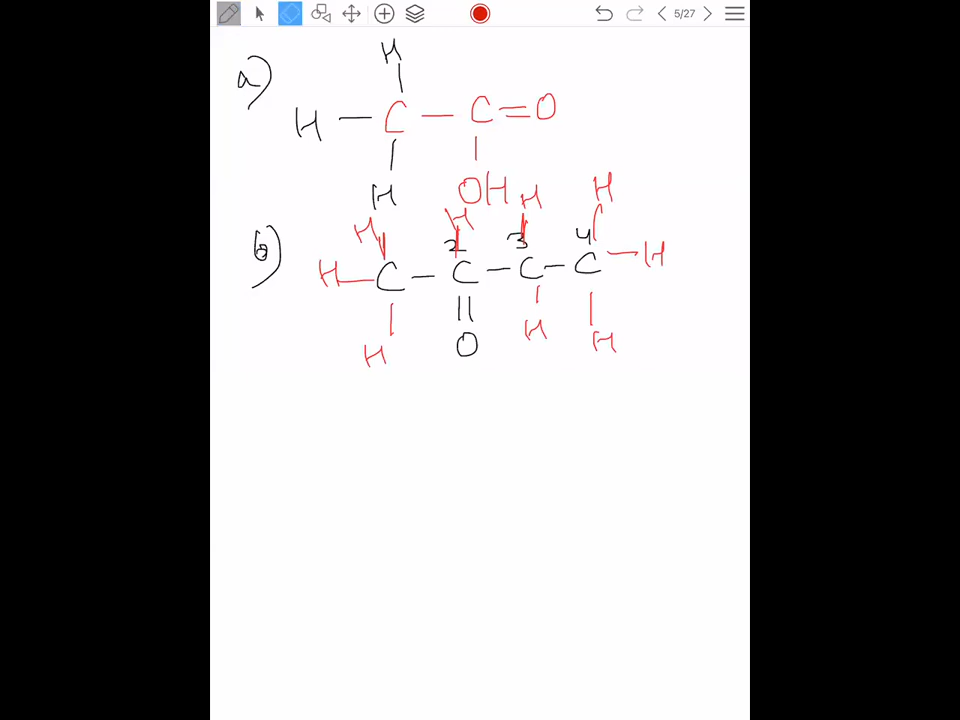 5/27
H
a)
H — C — C = O
H OH H H
b) H H 2 3 4
H — C — C — C — C — H
|| H
O
H H